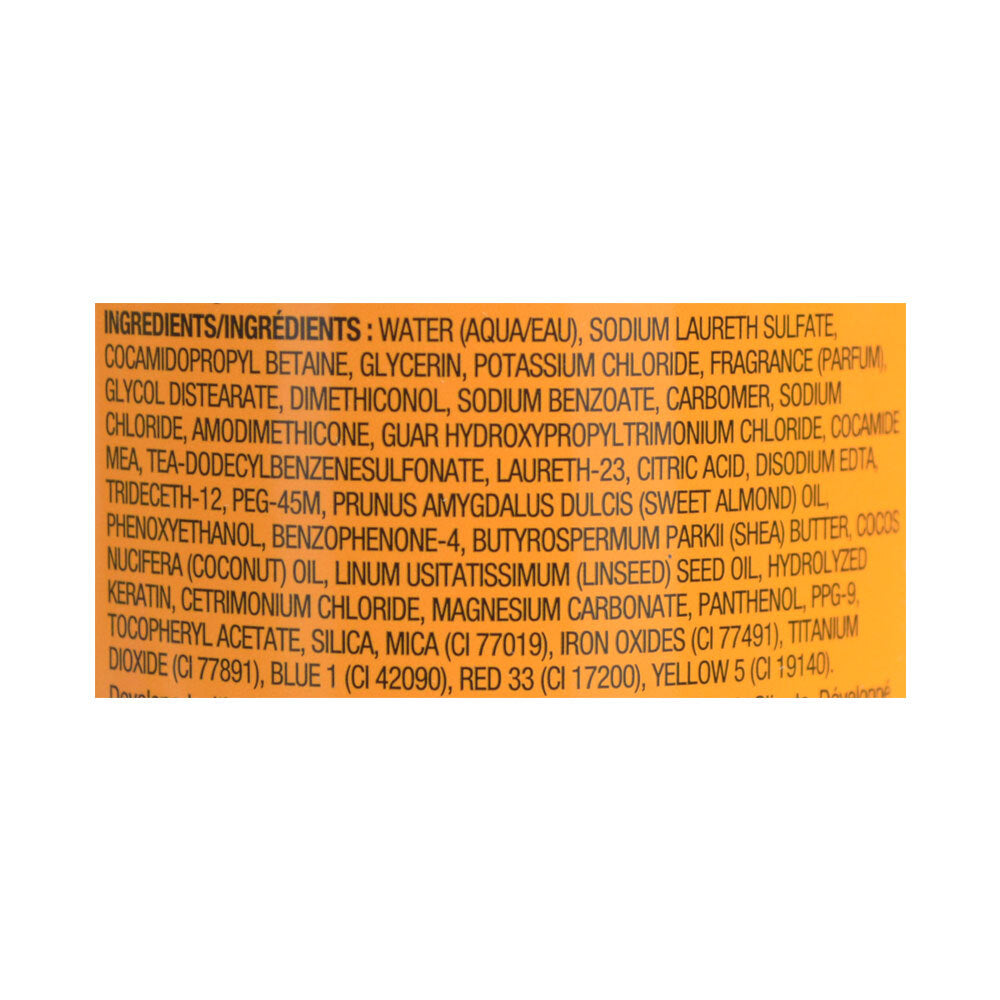 INGREDIENTS/INGRÉDIENTS : WATER (AQUA/EAU), SODIUM LAURETH SULFATE,
COCAMIDOPROPYL BETAINE, GLYCERIN, POTASSIUM CHLORIDE, FRAGRANCE (PARFUM),
GLYCOL DISTEARATE, DIMETHICONOL, SODIUM BENZOATE, CARBOMER, SODIUM
CHLORIDE, AMODIMETHICONE, GUAR HYDROXYPROPYLTRIMONIUM CHLORIDE, COCAMIDE
MEA, TEA-DODECYLBENZENESULFONATE, LAURETH-23, CITRIC ACID, DISODIUM EDTA,
TRIDECETH-12, PEG-45M, PRUNUS AMYGDALUS DULCIS (SWEET ALMOND) OIL,
PHENOXYETHANOL, BENZOPHENONE-4, BUTYROSPERMUM PARKII (SHEA) BUTTER, COCOS
NUCIFERA (COCONUT) OIL, LINUM USITATISSIMUM (LINSEED) SEED OIL, HYDROLYZED
KERATIN, CETRIMONIUM CHLORIDE, MAGNESIUM CARBONATE, PANTHENOL, PPG-9,
TOCOPHERYL ACETATE, SILICA, MICA (CI 77019), IRON OXIDES (CI 77491), TITANIUM
DIOXIDE (CI 77891), BLUE 1 (CI 42090), RED 33 (CI 17200), YELLOW 5 (CI 19140).
Développé